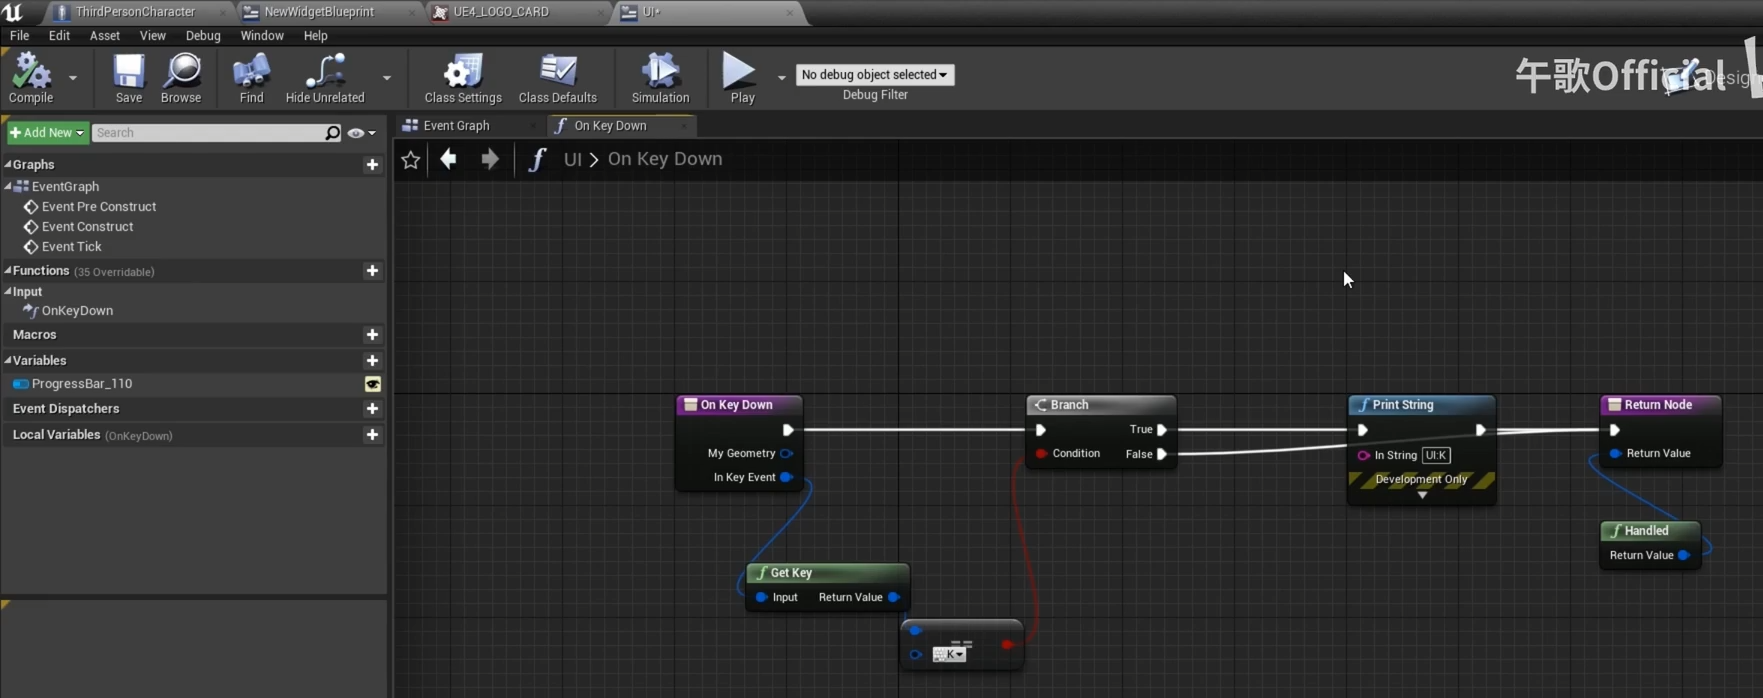 ThirdPersonCharacter
NewWidgetBlueprint
UE4_LOGO_CARD
UI*
File Edit Asset View Debug Window Help
Compile
Save
Browse
Find
Hide Unrelated
Class Settings
Class Defaults
Simulation
Play
No debug object selected
Debug Filter
午歌Official
Add New
Search
Event Graph
On Key Down
UI > On Key Down
Graphs
EventGraph
Event Pre Construct
Event Construct
Event Tick
Functions (35 Overridable)
Input
OnKeyDown
Macros
Variables
ProgressBar_110
Event Dispatchers
Local Variables (OnKeyDown)
On Key Down
My Geometry
In Key Event
Get Key
Input Return Value
==
K
Branch
True
Condition False
Print String
In String UI:K
Development Only
Return Node
Return Value
Handled
Return Value